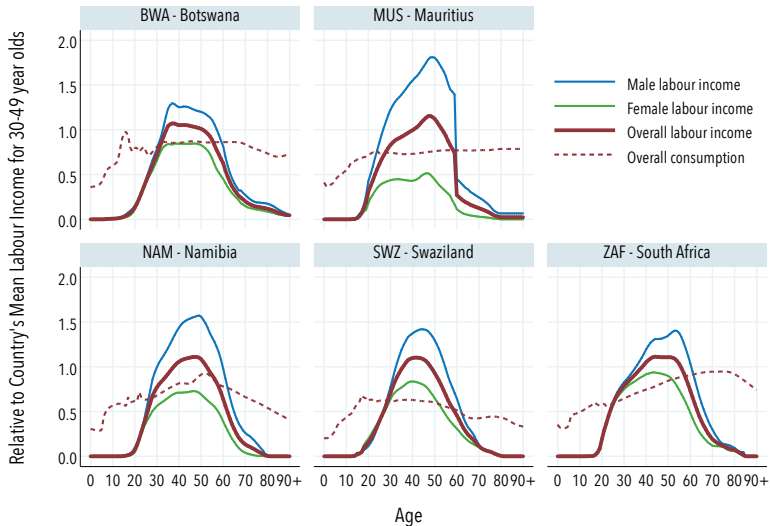 BWA - Botswana
MUS - Mauritius
2.0
1.5
1.0
0.5
0.0
Male labour income
Female labour income
Overall labour income
Overall consumption
Relative to Country's Mean Labour Income for 30-49 year olds
NAM - Namibia
SWZ - Swaziland
ZAF - South Africa
2.0
1.5
1.0
0.5
0.0
0 10 20 30 40 50 60 70 80 90+
0 10 20 30 40 50 60 70 80 90+
0 10 20 30 40 50 60 70 80 90+
Age